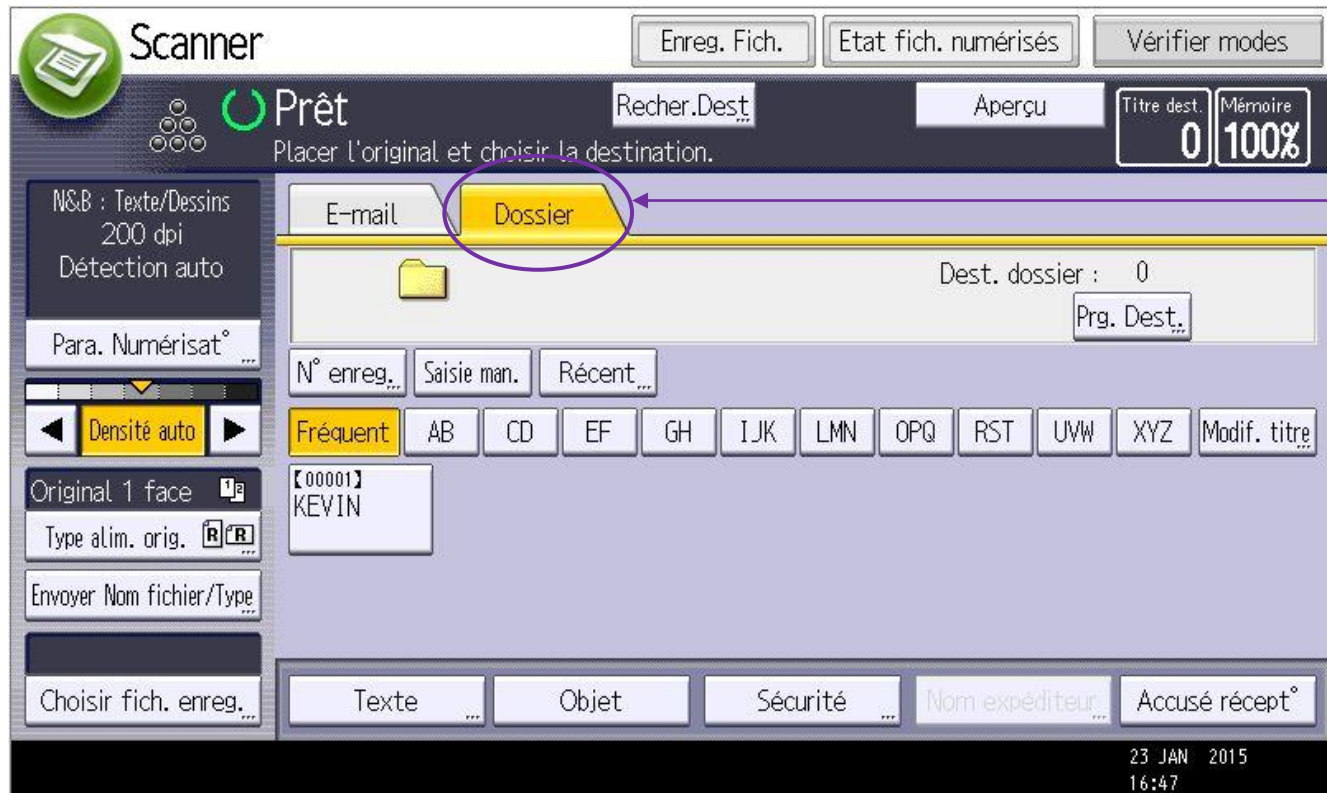 Scanner
Enreg. Fich.
Etat fich. numérisés
Vérifier modes
Prêt
Recher.Dest
Aperçu
Titre dest.
0
Mémoire
100%
Placer l'original et choisir la destination.
N&B : Texte/Dessins
200 dpi
Détection auto
Para. Numérisat°
Densité auto
Original 1 face
1 2
Type alim. orig.
R R
Envoyer Nom fichier/Type
Choisir fich. enreg.
E-mail
Dossier
Dest. dossier : 0
Prg. Dest.
N° enreg.
Saisie man.
Récent
Fréquent
AB
CD
EF
GH
IJK
LMN
OPQ
RST
UVW
XYZ
Modif. titre
【00001】
KEVIN
Texte
Objet
Sécurité
Nom expéditeur
Accusé récept°
23 JAN 2015
16:47